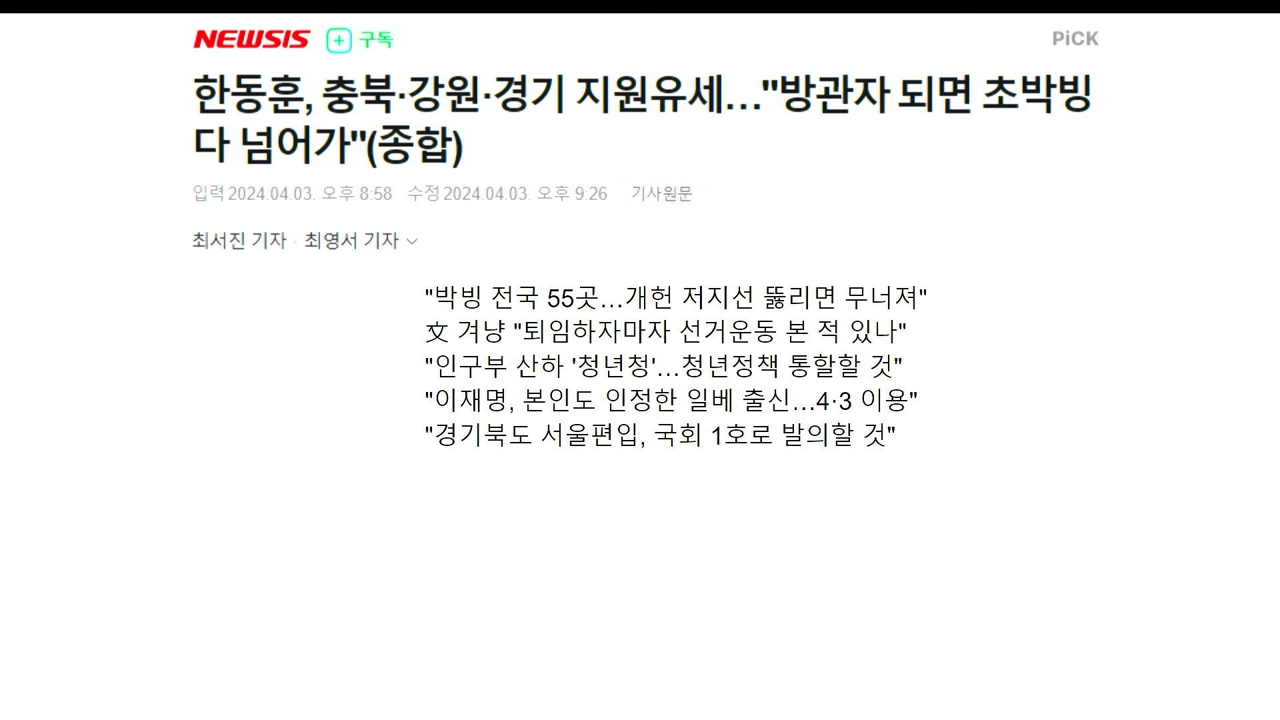 NEWSIS 구독 PiCK
한동훈, 충북·강원·경기 지원유세…"방관자 되면 초박빙
다 넘어가"(종합)
입력 2024.04.03. 오후 8:58 수정 2024.04.03. 오후 9:26 기사원문
최서진 기자 · 최영서 기자
"박빙 전국 55곳…개헌 저지선 뚫리면 무너져"
文 겨냥 "퇴임하자마자 선거운동 본 적 있나"
"인구부 산하 '청년청'…청년정책 통할할 것"
"이재명, 본인도 인정한 일베 출신…4·3 이용"
"경기북도 서울편입, 국회 1호로 발의할 것"